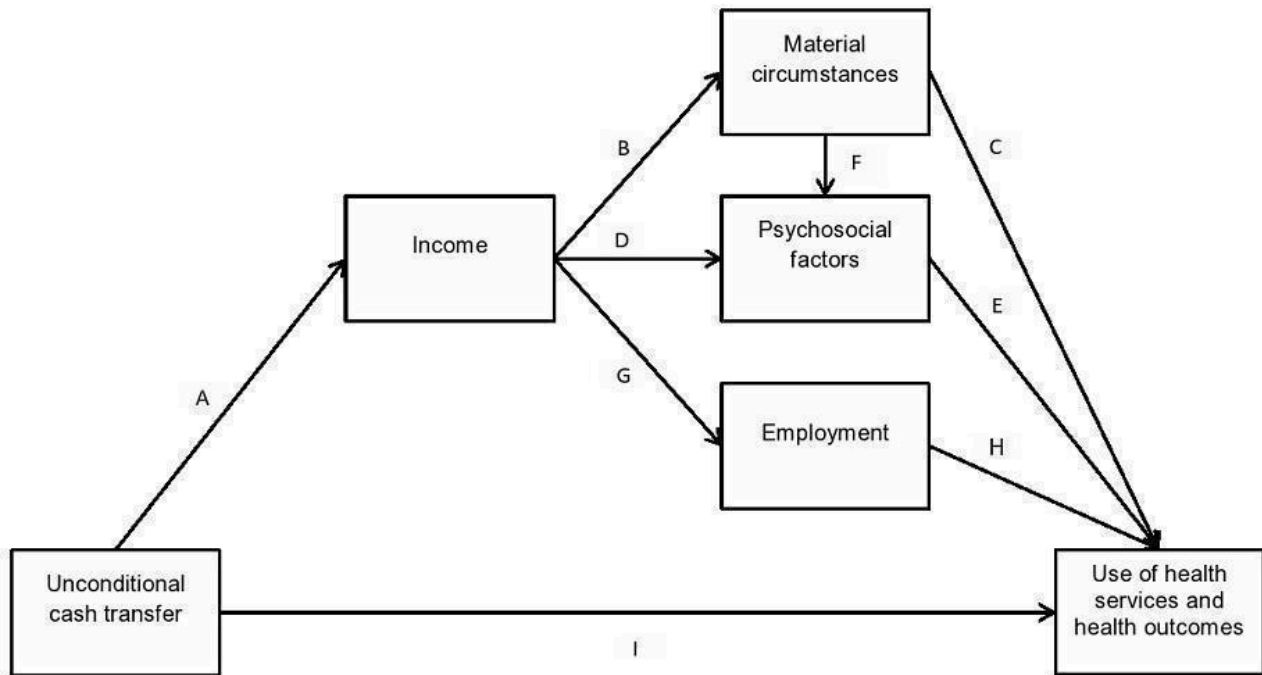 Material
circumstances
B
C
F
Income
D
Psychosocial
factors
E
G
A
Employment
H
Unconditional
cash transfer
Use of health
services and
health outcomes
I